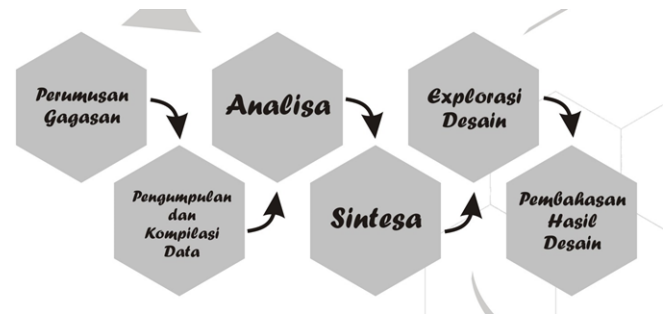 Perumusan
Gagasan
Pengumpulan
dan
Kompilasi
Data
Analisa
Sintesa
Explorasi
Desain
Pembahasan
Hasil
Desain